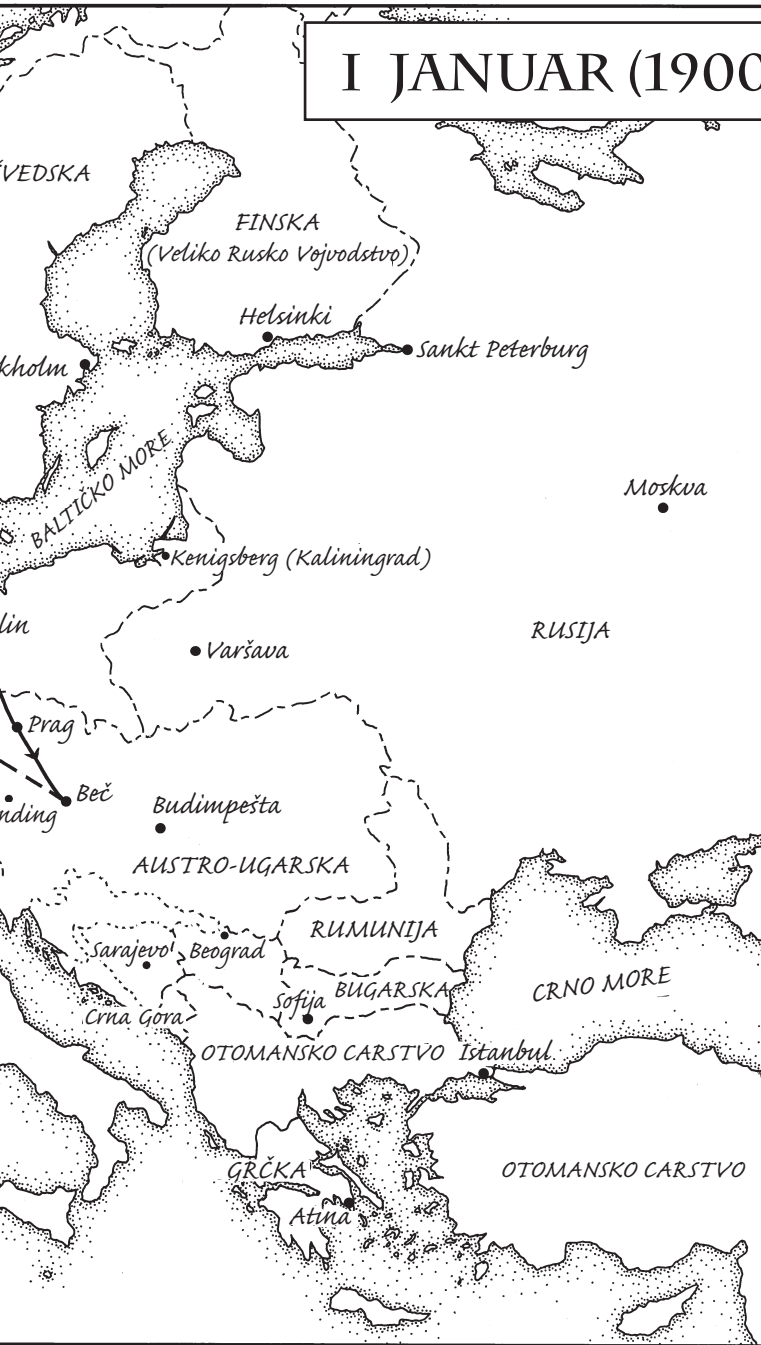 I JANUAR (1900
ŠVEDSKA
FINSKA
(Veliko Rusko Vojvodstvo)
Helsinki
Sankt Peterburg
kholm
BALTIČKO MORE
Moskva
Kenigsberg (Kaliningrad)
lin
RUSIJA
Varšava
Prag
Beč
nding
Budimpešta
AUSTRO-UGARSKA
RUMUNIJA
Sarajevo
Beograd
BUGARSKA
CRNO MORE
Sofija
Crna Gora
OTOMANSKO CARSTVO
Istanbul
GRČKA
OTOMANSKO CARSTVO
Atina